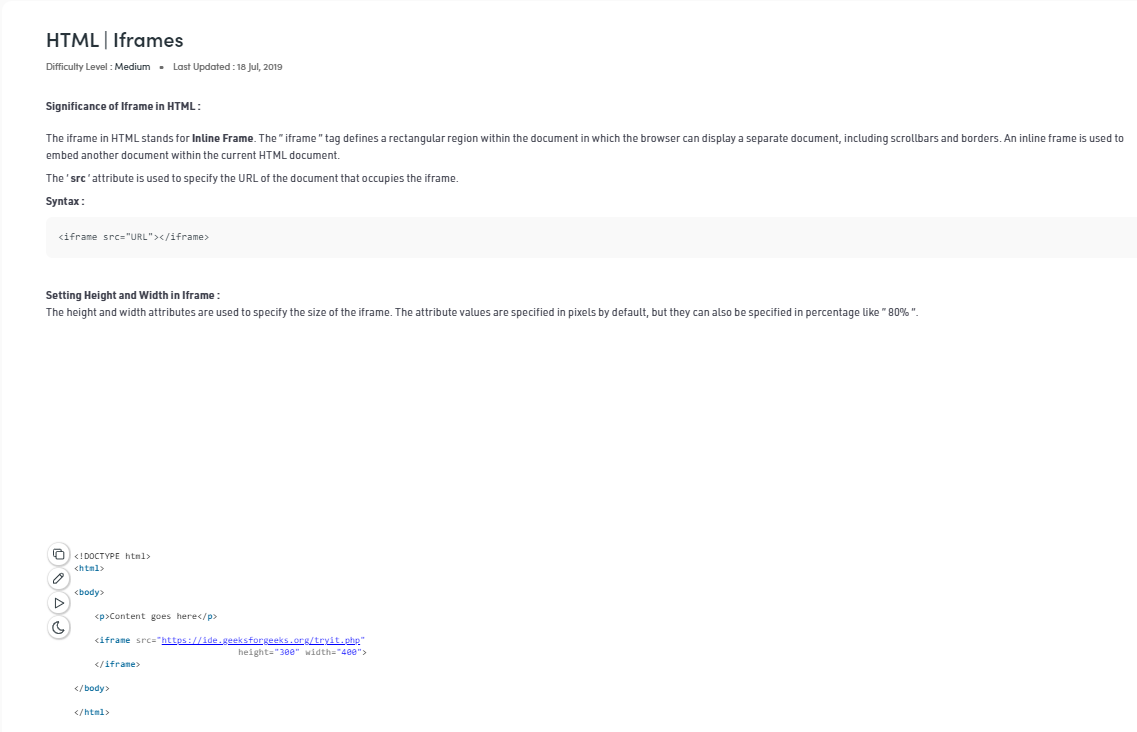 HTML | Iframes
Difficulty Level : Medium • Last Updated : 18 Jul, 2019
Significance of Iframe in HTML :
The iframe in HTML stands for Inline Frame. The ” iframe ” tag defines a rectangular region within the document in which the browser can display a separate document, including scrollbars and borders. An inline frame is used to
embed another document within the current HTML document.
The ‘ src ‘ attribute is used to specify the URL of the document that occupies the iframe.
Syntax :
<iframe src="URL"></iframe>
Setting Height and Width in Iframe :
The height and width attributes are used to specify the size of the iframe. The attribute values are specified in pixels by default, but they can also be specified in percentage like ” 80% ”.
<!DOCTYPE html>
<html>
<body>
<p>Content goes here</p>
<iframe src="https://ide.geeksforgeeks.org/tryit.php"
height="300" width="400">
</iframe>
</body>
</html>